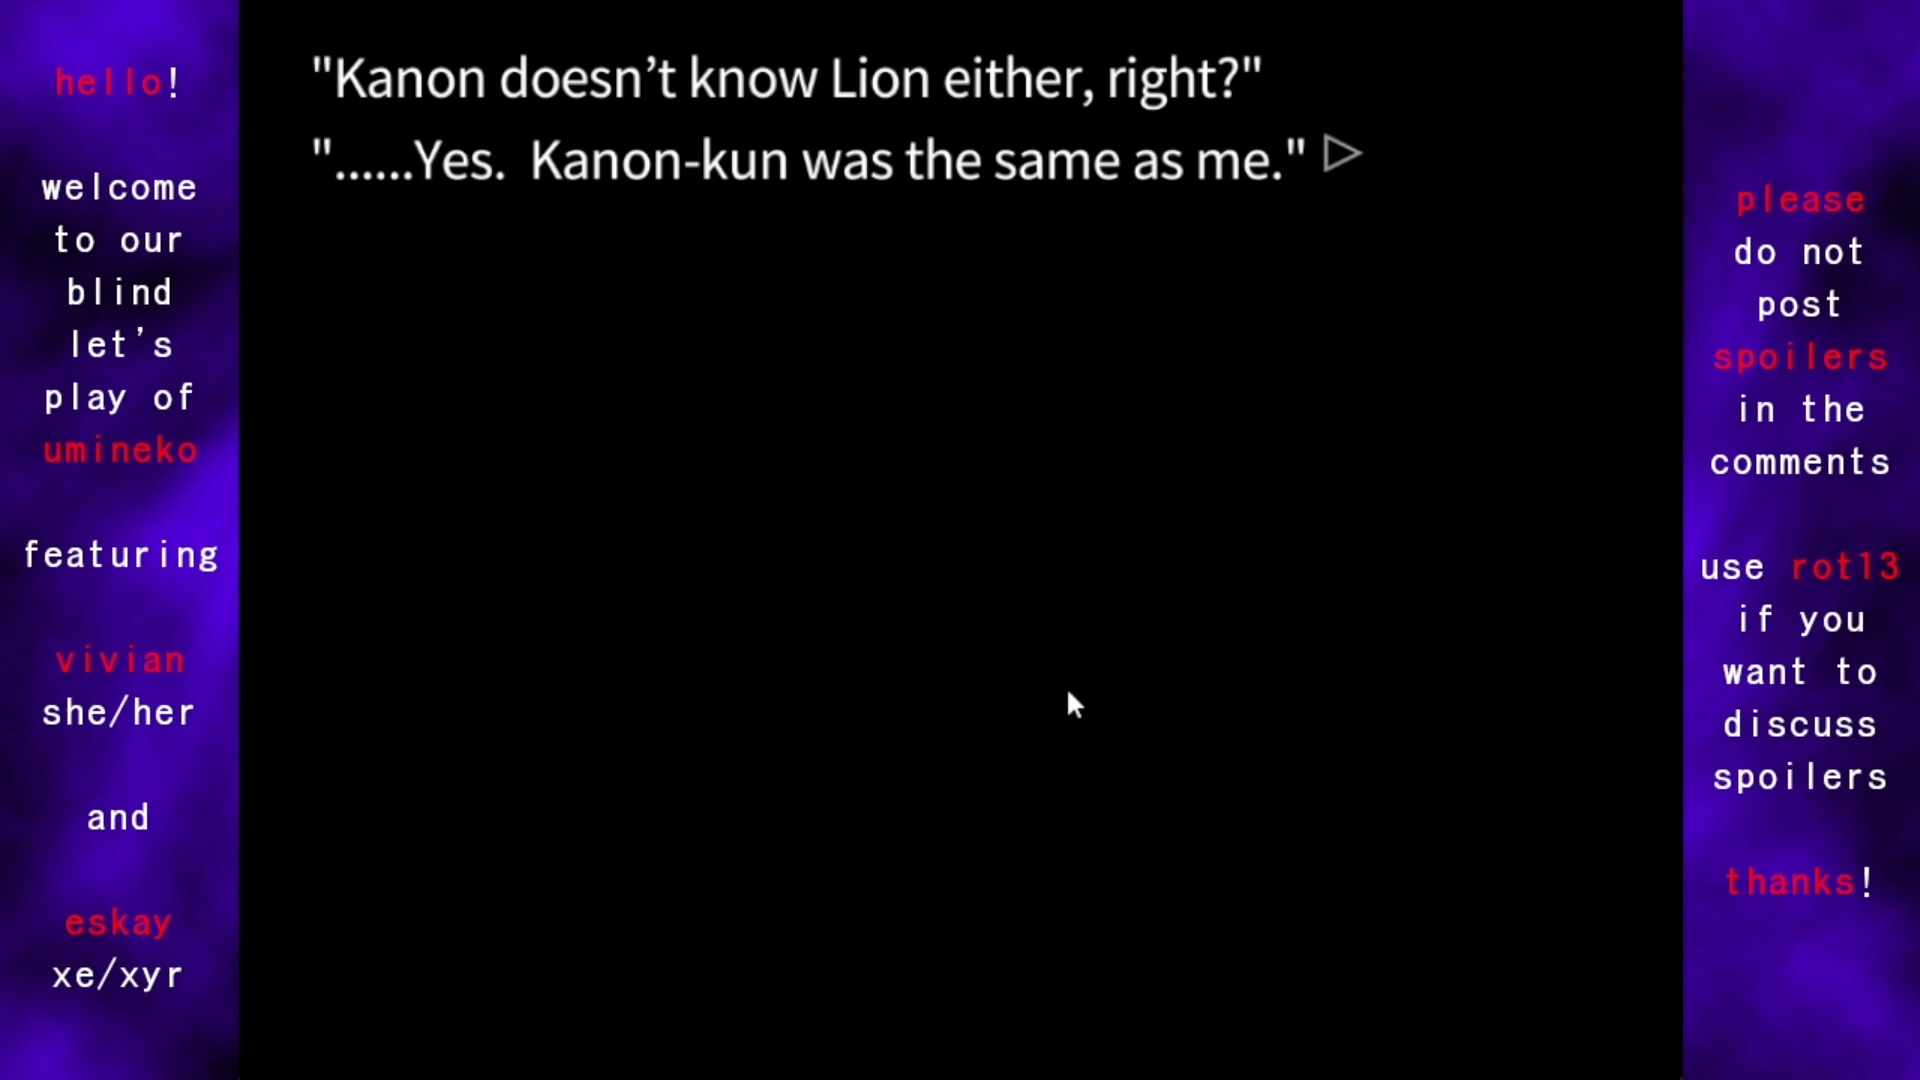 hello!
welcome
to our
blind
let's
play of
umineko
featuring
vivian
she/her
and
eskay
xe/xyr
"Kanon doesn’t know Lion either, right?"
"......Yes.  Kanon-kun was the same as me."
please
do not
post
spoilers
in the
comments
use rot13
if you
want to
discuss
spoilers
thanks!